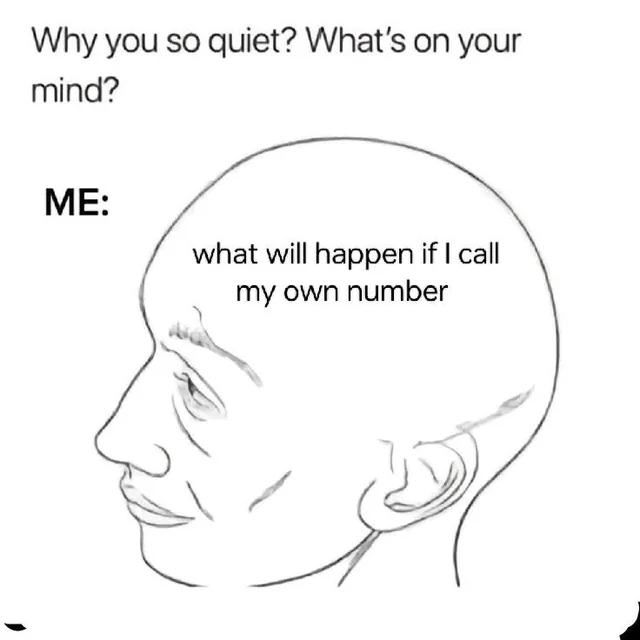 Why you so quiet? What's on your
mind?
ME:
what will happen if I call
my own number